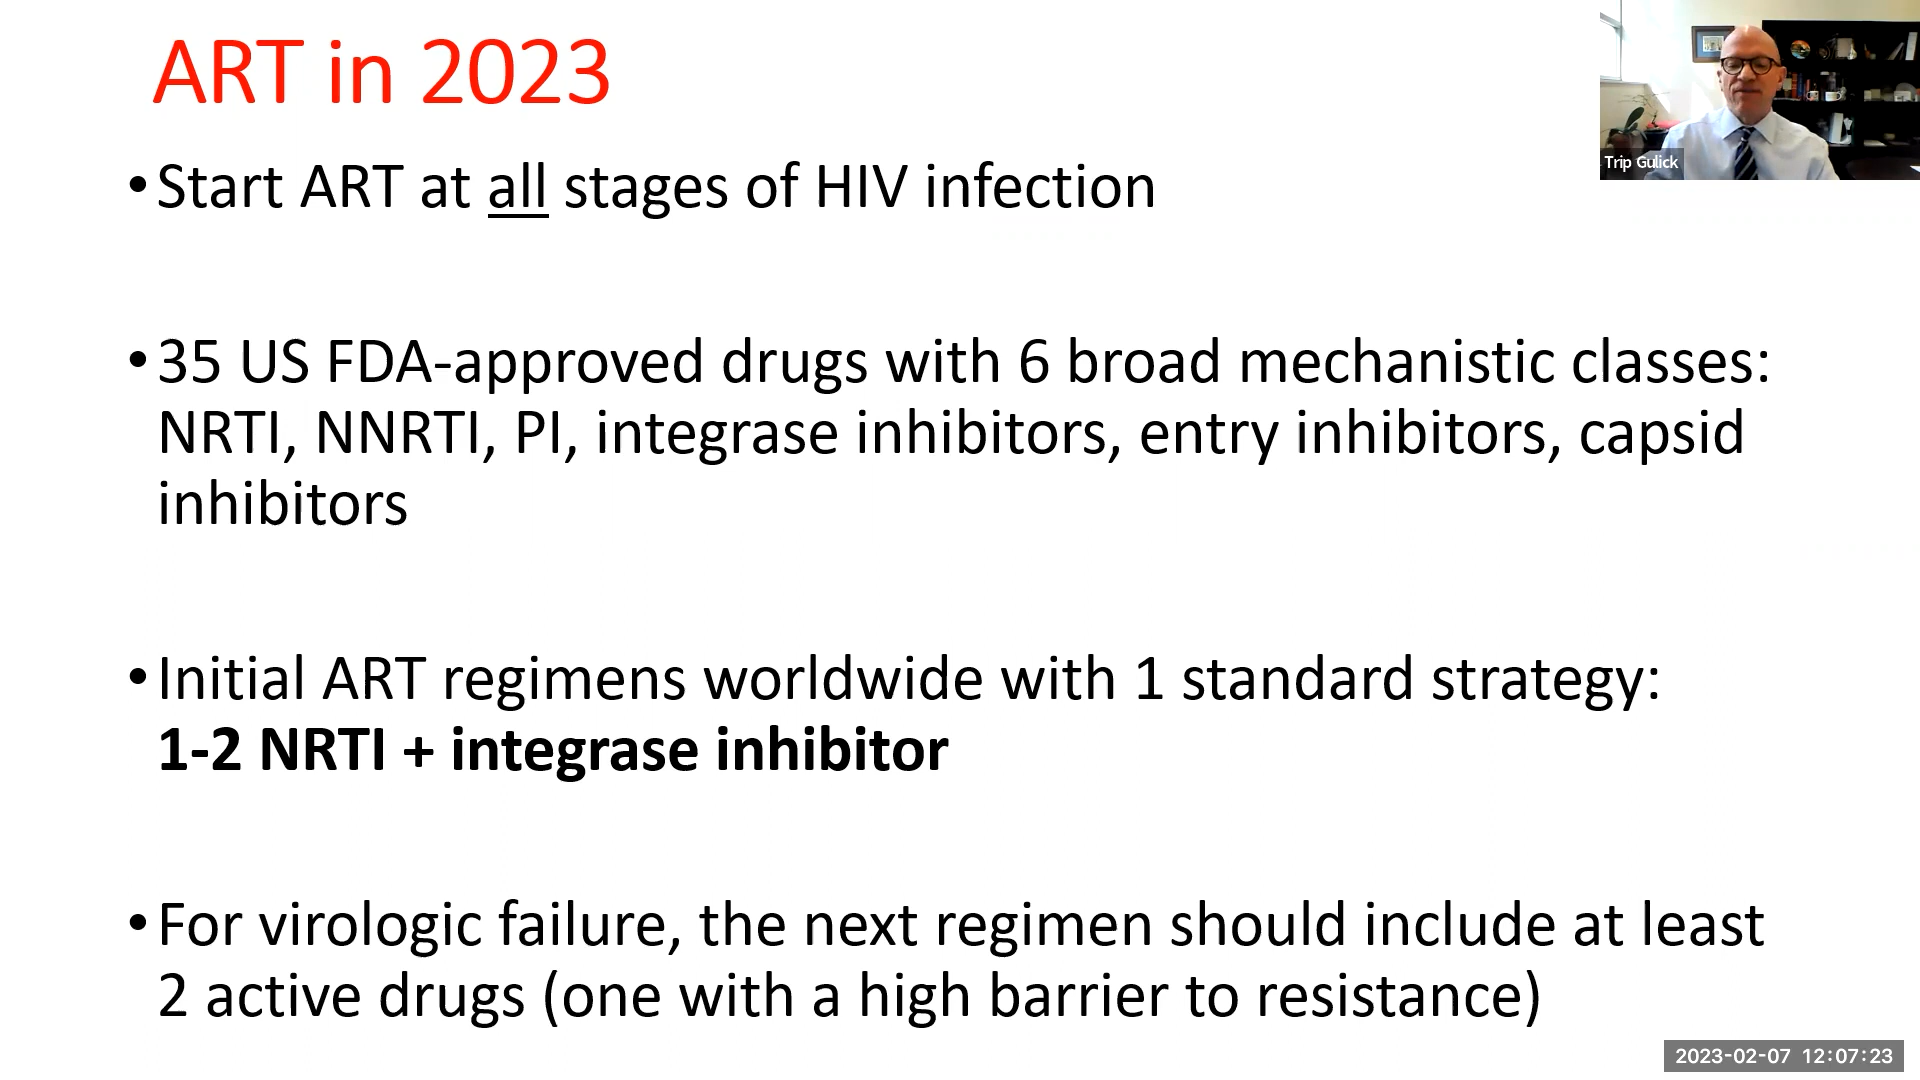 ART in 2023
Trip Gulick
• Start ART at all stages of HIV infection
• 35 US FDA-approved drugs with 6 broad mechanistic classes:
NRTI, NNRTI, PI, integrase inhibitors, entry inhibitors, capsid
inhibitors
• Initial ART regimens worldwide with 1 standard strategy:
1-2 NRTI + integrase inhibitor
• For virologic failure, the next regimen should include at least
2 active drugs (one with a high barrier to resistance)
2023-02-07 12:07:23